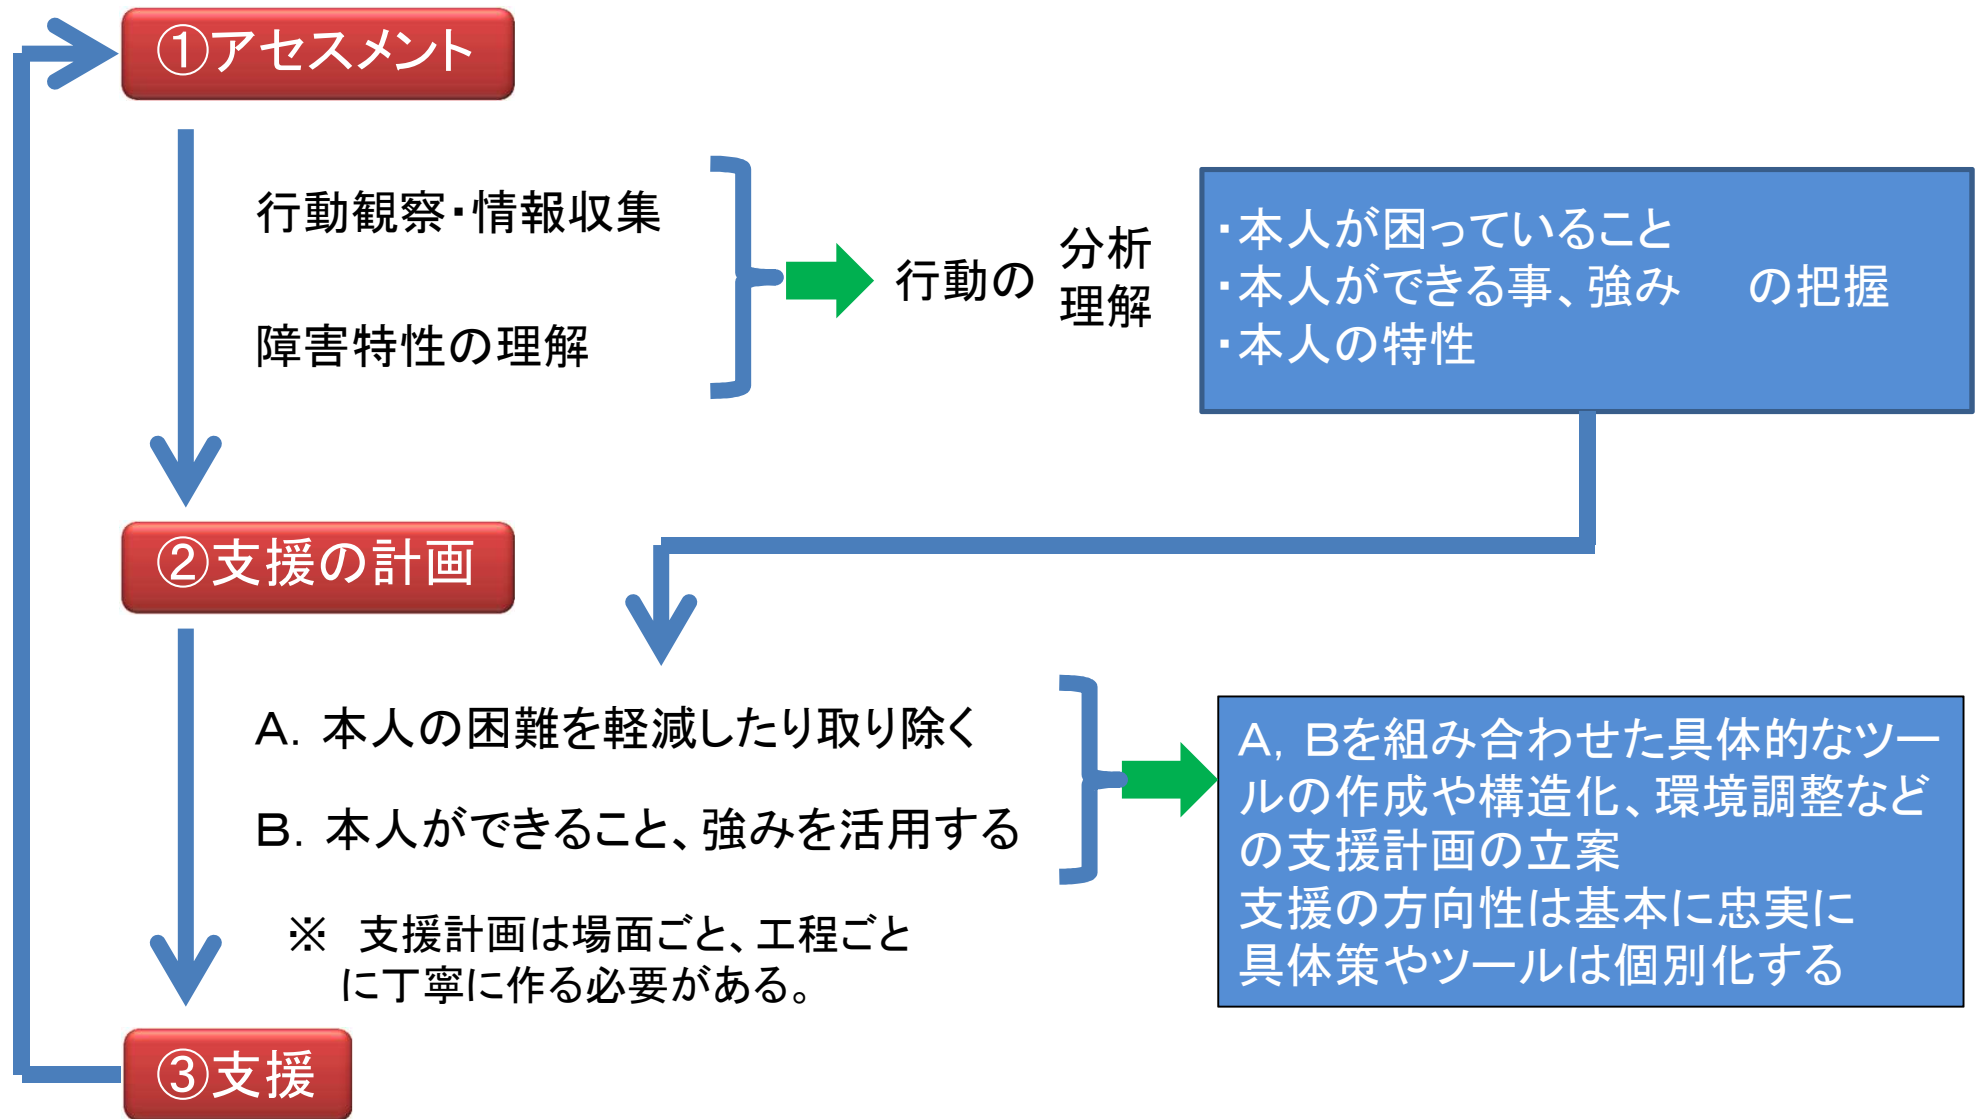 ①アセスメント
行動観察・情報収集
障害特性の理解
行動の
分析
理解
・本人が困っていること
・本人ができる事、強み　の把握
・本人の特性
②支援の計画
A. 本人の困難を軽減したり取り除く
B. 本人ができること、強みを活用する
※　支援計画は場面ごと、工程ごと
に丁寧に作る必要がある。
A, Bを組み合わせた具体的なツー
ルの作成や構造化、環境調整など
の支援計画の立案
支援の方向性は基本に忠実に
具体策やツールは個別化する
③支援